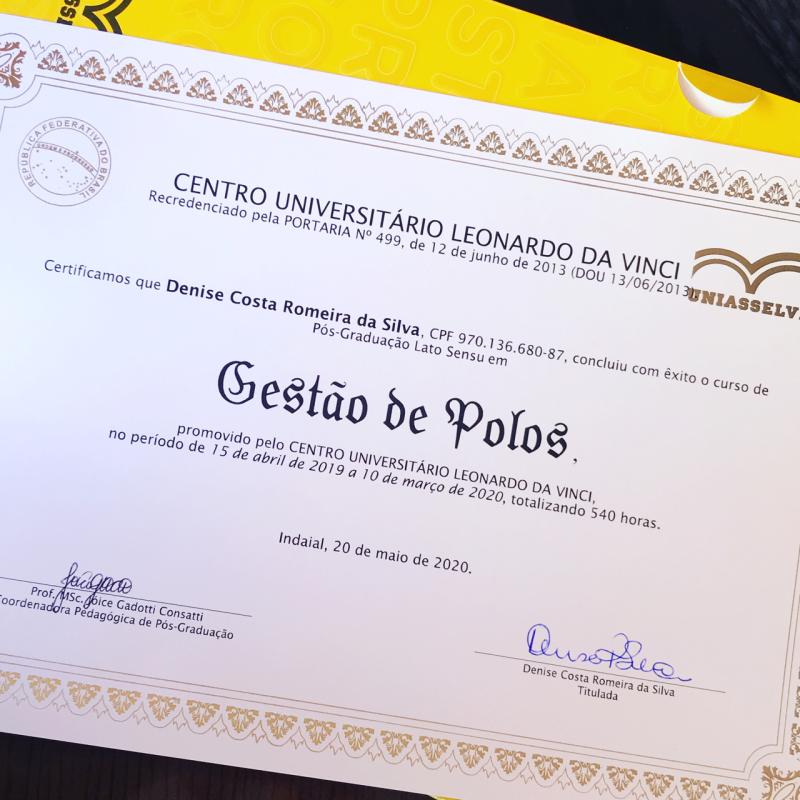 REPÚBLICA FEDERATIVA DO BRASIL
CENTRO UNIVERSITÁRIO LEONARDO DA VINCI
Recredenciado pela PORTARIA Nº 499, de 12 de junho de 2013 (DOU 13/06/2013)
UNIASSELVI
Certificamos que Denise Costa Romeira da Silva, CPF 970.136.680-87, concluiu com êxito o curso de
Pós-Graduação Lato Sensu em
Gestão de Polos,
promovido pelo CENTRO UNIVERSITÁRIO LEONARDO DA VINCI,
no período de 15 de abril de 2019 a 10 de março de 2020, totalizando 540 horas.
Indaial, 20 de maio de 2020.
Prof. MSc. Joice Gadotti Consatti
Coordenadora Pedagógica de Pós-Graduação
Denise Costa Romeira da Silva
Titulada